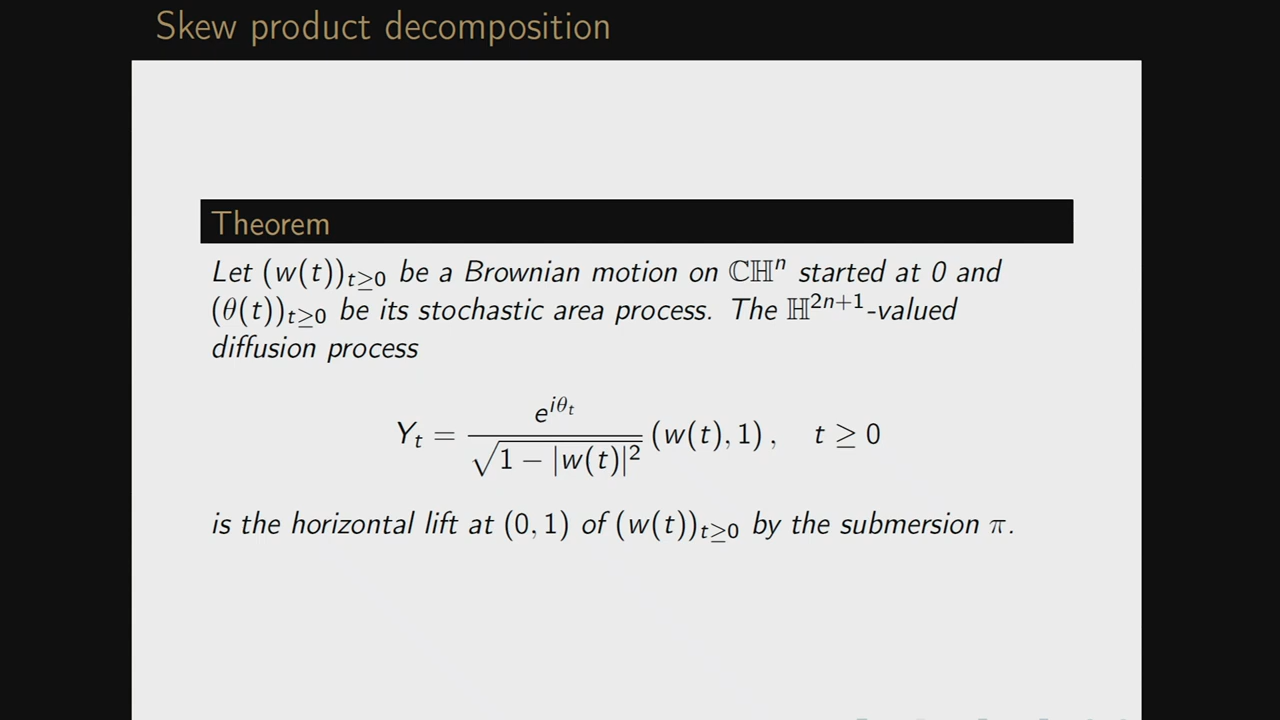 Skew product decomposition
Theorem
Let (w(t))_{t≥0} be a Brownian motion on ℂℍ^n started at 0 and
(θ(t))_{t≥0} be its stochastic area process. The ℍ^{2n+1}-valued
diffusion process
Y_t = \frac{e^{iθ_t}}{\sqrt{1 − |w(t)|^2}} (w(t), 1) , t ≥ 0
is the horizontal lift at (0, 1) of (w(t))_{t≥0} by the submersion π.